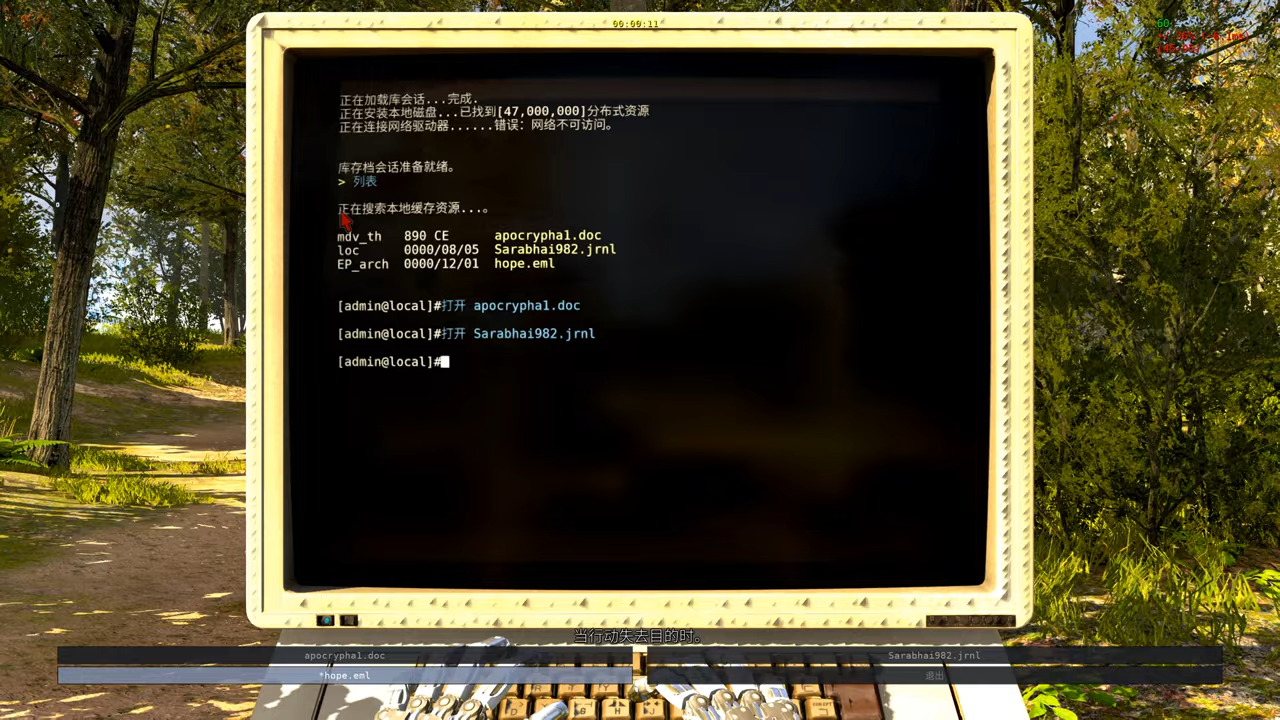 00:00:11
60
正在加载库会话...完成.
正在安装本地磁盘...已找到[47,000,000]分布式资源
正在连接网络驱动器......错误: 网络不可访问。
库存档会话准备就绪。
> 列表
正在搜索本地缓存资源...。
mdv_th 890 CE apocrypha1.doc
loc 0000/08/05 Sarabhai982.jrnl
EP_arch 0000/12/01 hope.eml
[admin@local]#打开 apocrypha1.doc
[admin@local]#打开 Sarabhai982.jrnl
[admin@local]#
当行动失去目的时。
apocrypha1.doc
Sarabhai982.jrnl
*hope.eml
退出